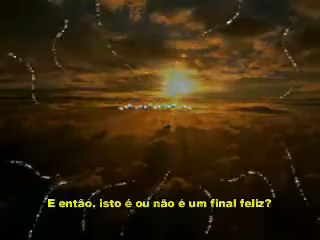 E então, isto é ou não é um final feliz?